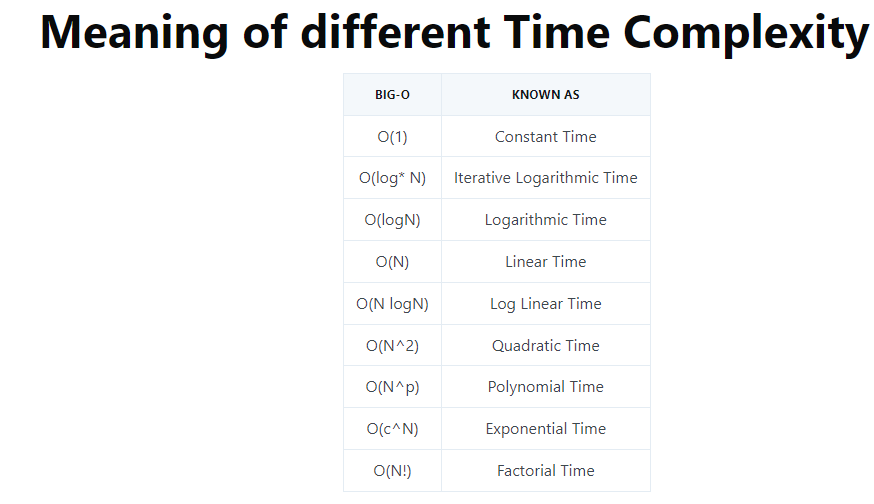 Meaning of different Time Complexity
BIG-O KNOWN AS
O(1) Constant Time
O(log* N) Iterative Logarithmic Time
O(logN) Logarithmic Time
O(N) Linear Time
O(N logN) Log Linear Time
O(N^2) Quadratic Time
O(N^p) Polynomial Time
O(c^N) Exponential Time
O(N!) Factorial Time